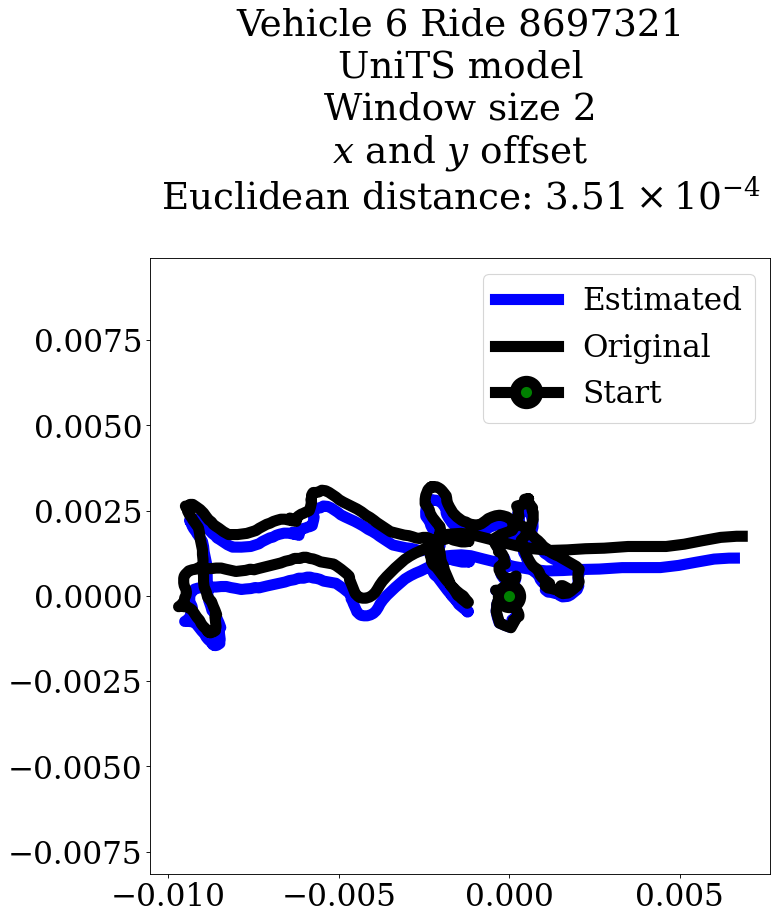 Vehicle 6 Ride 8697321
UniTS model
Window size 2
x and y offset
Euclidean distance: 3.51 × 10⁻⁴
Estimated
Original
Start
0.0075
0.0050
0.0025
0.0000
−0.0025
−0.0050
−0.0075
−0.010
−0.005
0.000
0.005